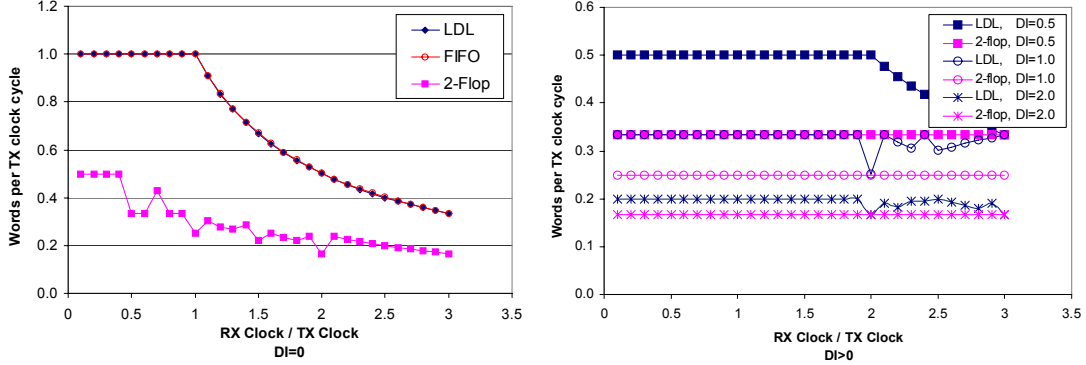 1.2
1.0
0.8
0.6
0.4
0.2
0.0
Words per TX clock cycle
LDL
FIFO
2-Flop
0 0.5 1 1.5 2 2.5 3 3.5
RX Clock / TX Clock
DI=0
0.6
0.5
0.4
0.3
0.2
0.1
0.0
Words per TX clock cycle
LDL, DI=0.5
2-flop, DI=0.5
LDL, DI=1.0
2-flop, DI=1.0
LDL, DI=2.0
2-flop, DI=2.0
0 0.5 1 1.5 2 2.5 3 3.5
RX Clock / TX Clock
DI>0